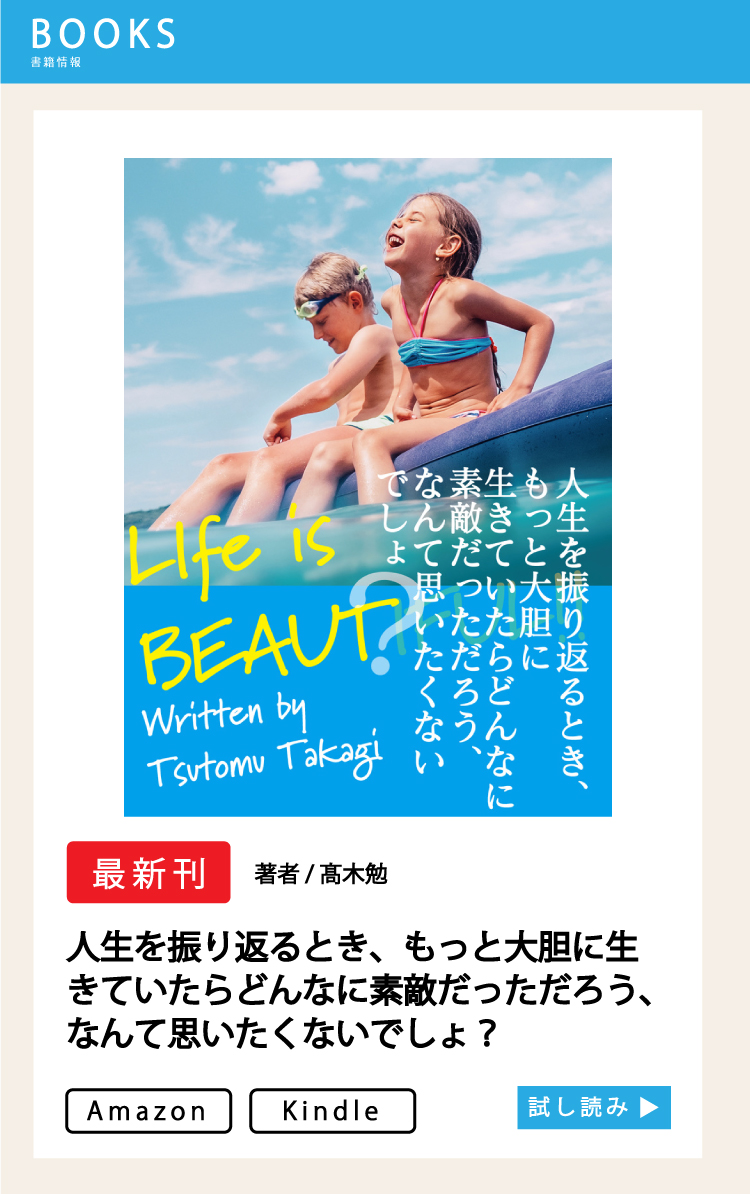 BOOKS
書籍情報
人生を振り返るとき、
もっと大胆に
生きていたらどんなに
素敵だっただろう、
なんて思いたくない
でしょ
?
LIfe is
BEAUTIFUL!!
Written by
Tsutomu Takagi
最新刊
著者 / 髙木勉
人生を振り返るとき、もっと大胆に生
きていたらどんなに素敵だっただろう、
なんて思いたくないでしょ？
Amazon
Kindle
試し読み ▶